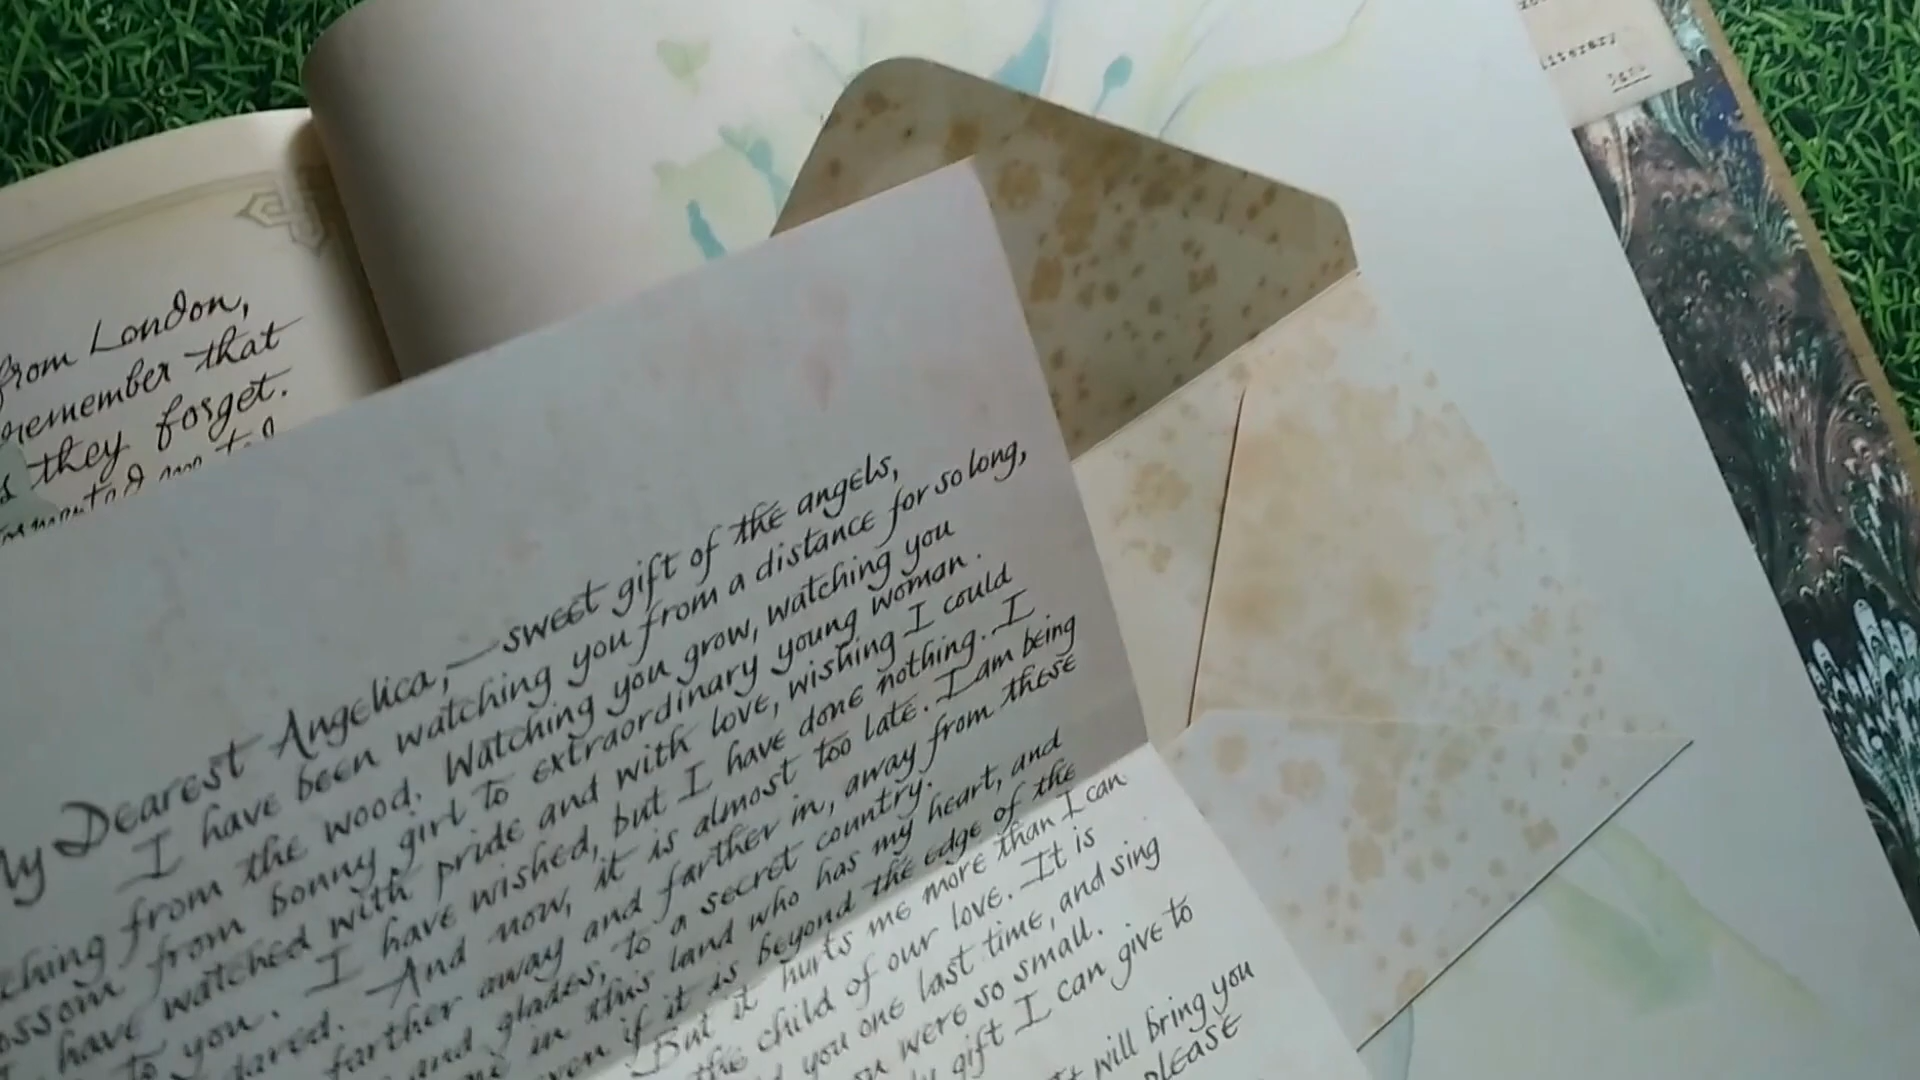 literary
from London,
remember that
they forget.
My Dearest Angelica, — sweet gift of the angels,
I have been watching you from a distance for so long,
from the wood. Watching you grow, watching you
from bonny girl to extraordinary young woman.
have watched with pride and with love, wishing I could
to you. I have wished, but I have done nothing. I
And now, it is almost too late. I am being
farther away and farther in, away from these
and glades, to a secret country.
in this land who has my heart, and
even if it is beyond the edge of the
But it hurts me more than I can
the child of our love. It is
you one last time, and sing
you were so small.
gift I can give to
will bring you
please